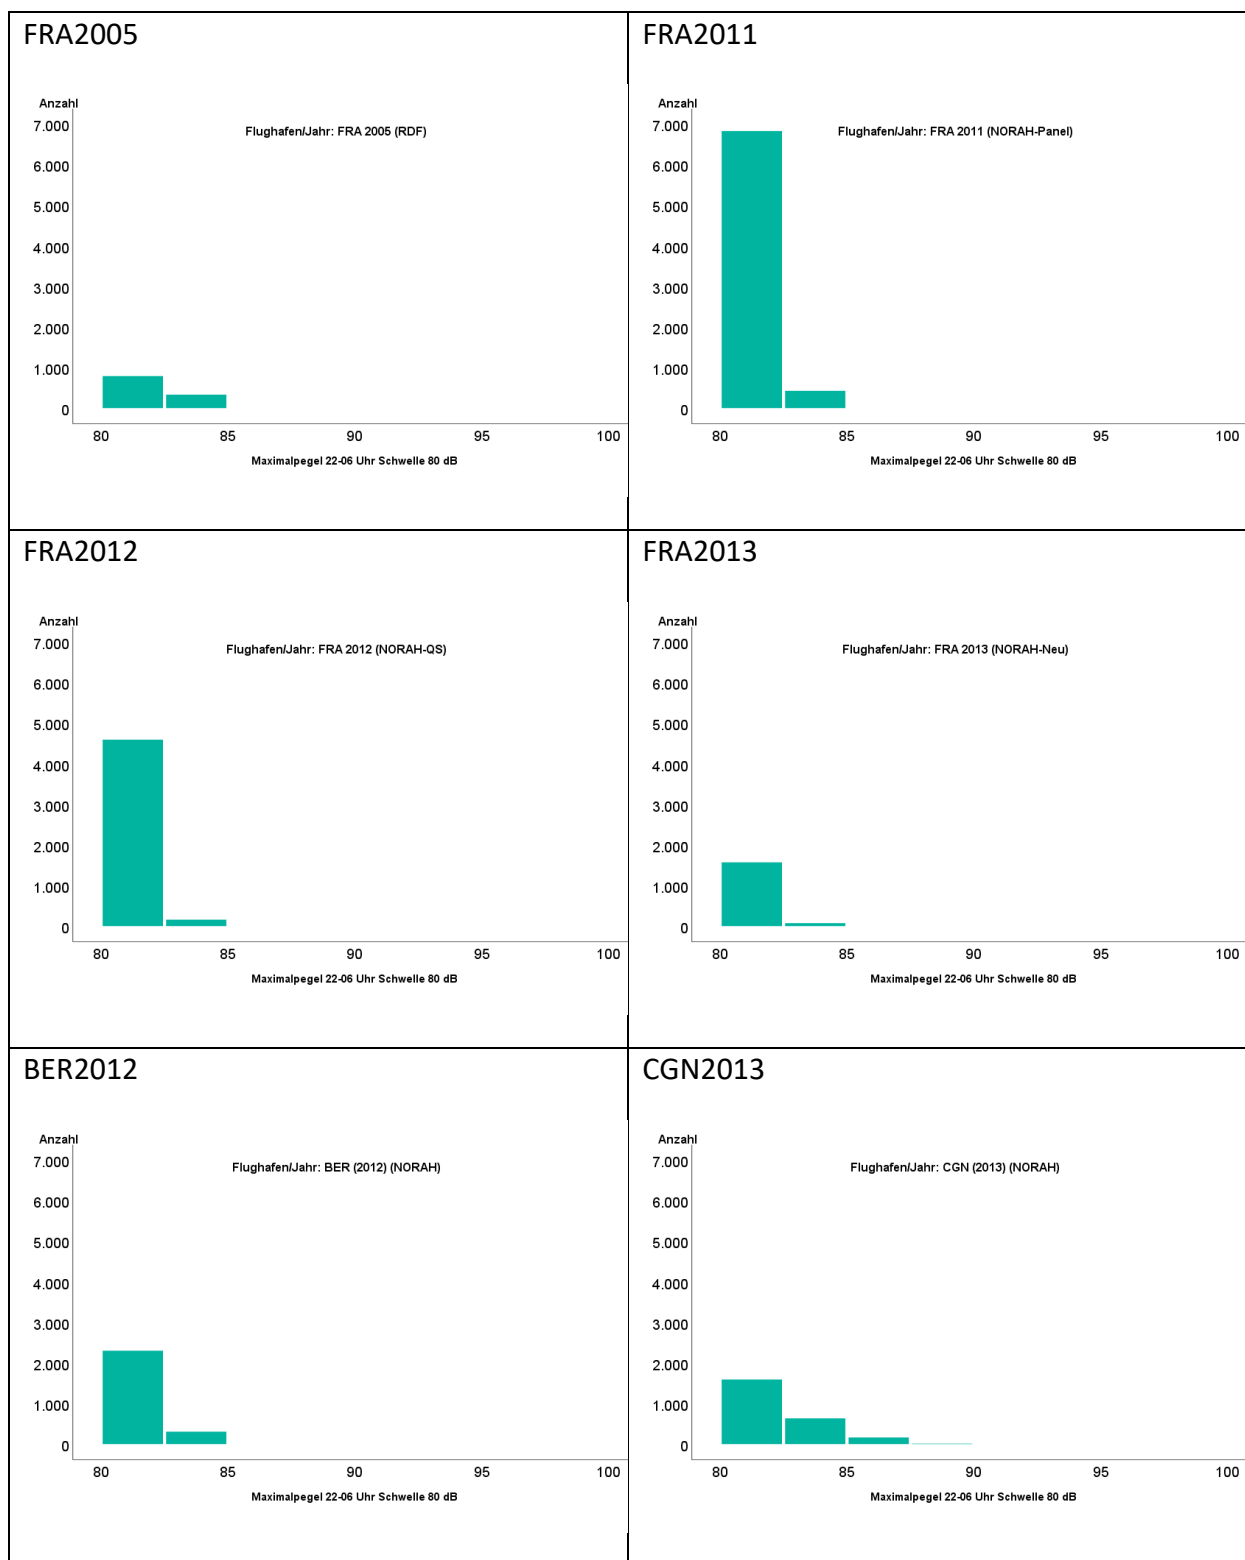 FRA2005
Anzahl
Flughafen/Jahr: FRA 2005 (RDF)
7.000
6.000
5.000
4.000
3.000
2.000
1.000
0
80 85 90 95 100
Maximalpegel 22-06 Uhr Schwelle 80 dB
FRA2011
Anzahl
Flughafen/Jahr: FRA 2011 (NORAH-Panel)
7.000
6.000
5.000
4.000
3.000
2.000
1.000
0
80 85 90 95 100
Maximalpegel 22-06 Uhr Schwelle 80 dB
FRA2012
Anzahl
Flughafen/Jahr: FRA 2012 (NORAH-QS)
7.000
6.000
5.000
4.000
3.000
2.000
1.000
0
80 85 90 95 100
Maximalpegel 22-06 Uhr Schwelle 80 dB
FRA2013
Anzahl
Flughafen/Jahr: FRA 2013 (NORAH-Neu)
7.000
6.000
5.000
4.000
3.000
2.000
1.000
0
80 85 90 95 100
Maximalpegel 22-06 Uhr Schwelle 80 dB
BER2012
Anzahl
Flughafen/Jahr: BER (2012) (NORAH)
7.000
6.000
5.000
4.000
3.000
2.000
1.000
0
80 85 90 95 100
Maximalpegel 22-06 Uhr Schwelle 80 dB
CGN2013
Anzahl
Flughafen/Jahr: CGN (2013) (NORAH)
7.000
6.000
5.000
4.000
3.000
2.000
1.000
0
80 85 90 95 100
Maximalpegel 22-06 Uhr Schwelle 80 dB